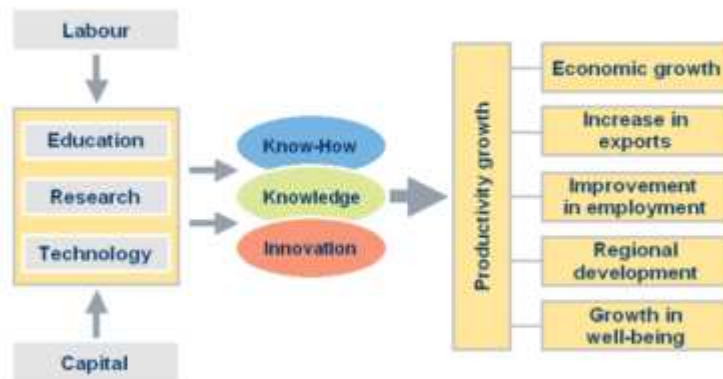 Labour
Education
Research
Technology
Capital
Know-How
Knowledge
Innovation
Productivity growth
Economic growth
Increase in
exports
Improvement
in employment
Regional
development
Growth in
well-being